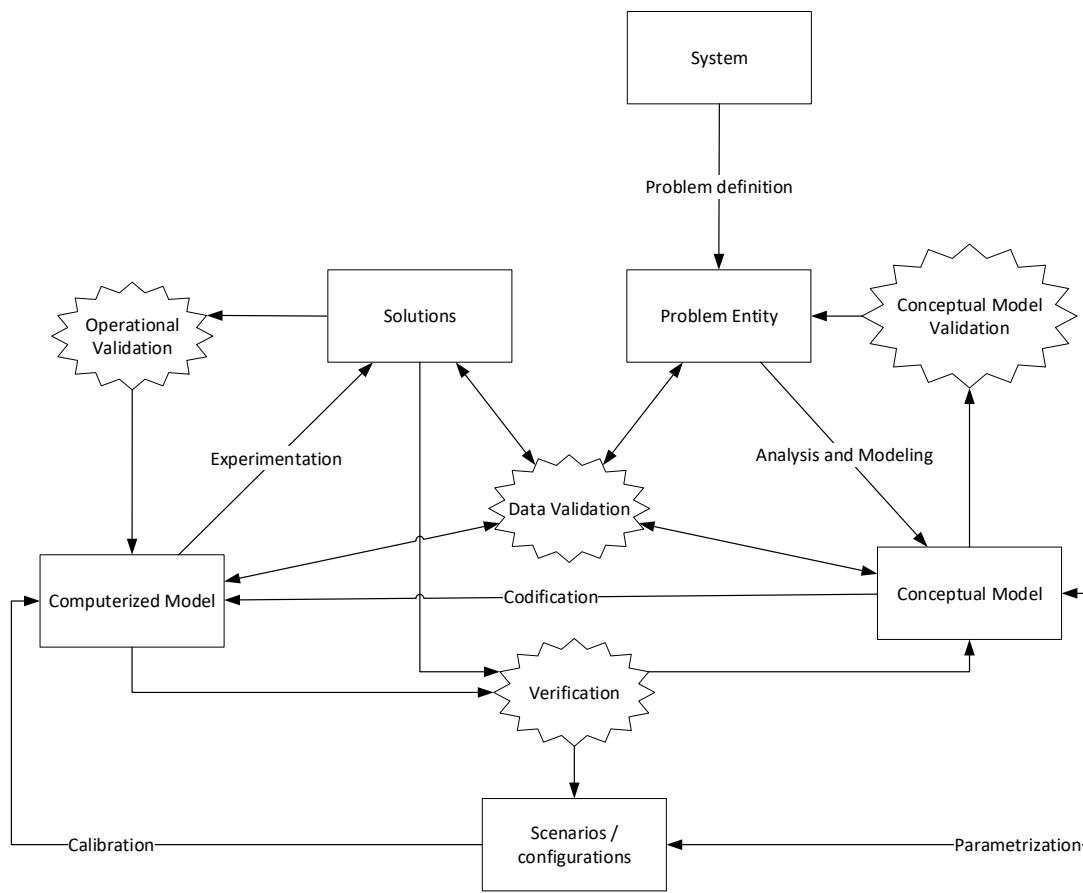 System
Problem definition
Solutions
Problem Entity
Conceptual Model
Validation
Operational
Validation
Experimentation
Analysis and Modeling
Data Validation
Computerized Model
Codification
Conceptual Model
Verification
Calibration
Scenarios /
configurations
Parametrization